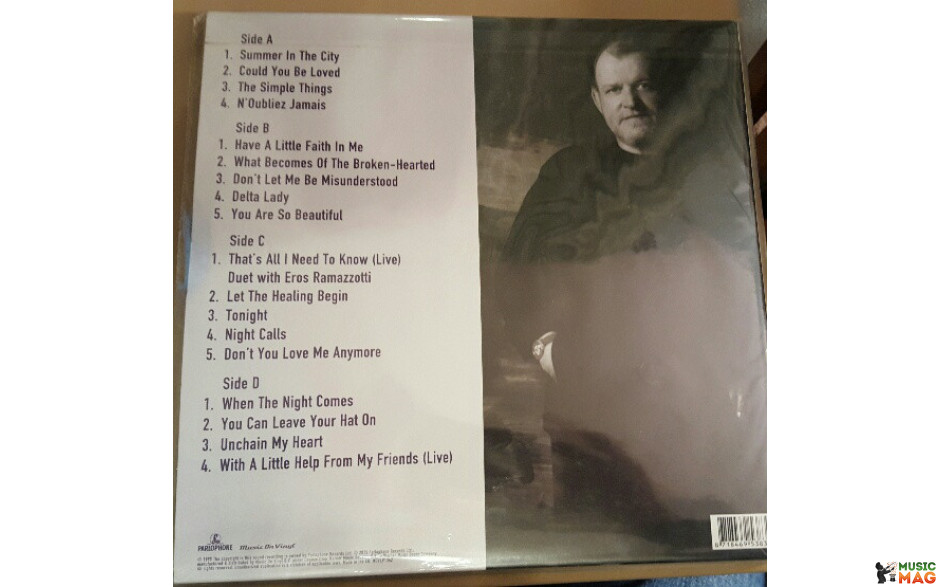 Side A
1. Summer In The City
2. Could You Be Loved
3. The Simple Things
4. N'Oubliez Jamais
Side B
1. Have A Little Faith In Me
2. What Becomes Of The Broken-Hearted
3. Don't Let Me Be Misunderstood
4. Delta Lady
5. You Are So Beautiful
Side C
1. That's All I Need To Know (Live)
Duet with Eros Ramazzotti
2. Let The Healing Begin
3. Tonight
4. Night Calls
5. Don't You Love Me Anymore
Side D
1. When The Night Comes
2. You Can Leave Your Hat On
3. Unchain My Heart
4. With A Little Help From My Friends (Live)
PARLOPHONE Music On Vinyl
MUSIC
MAG